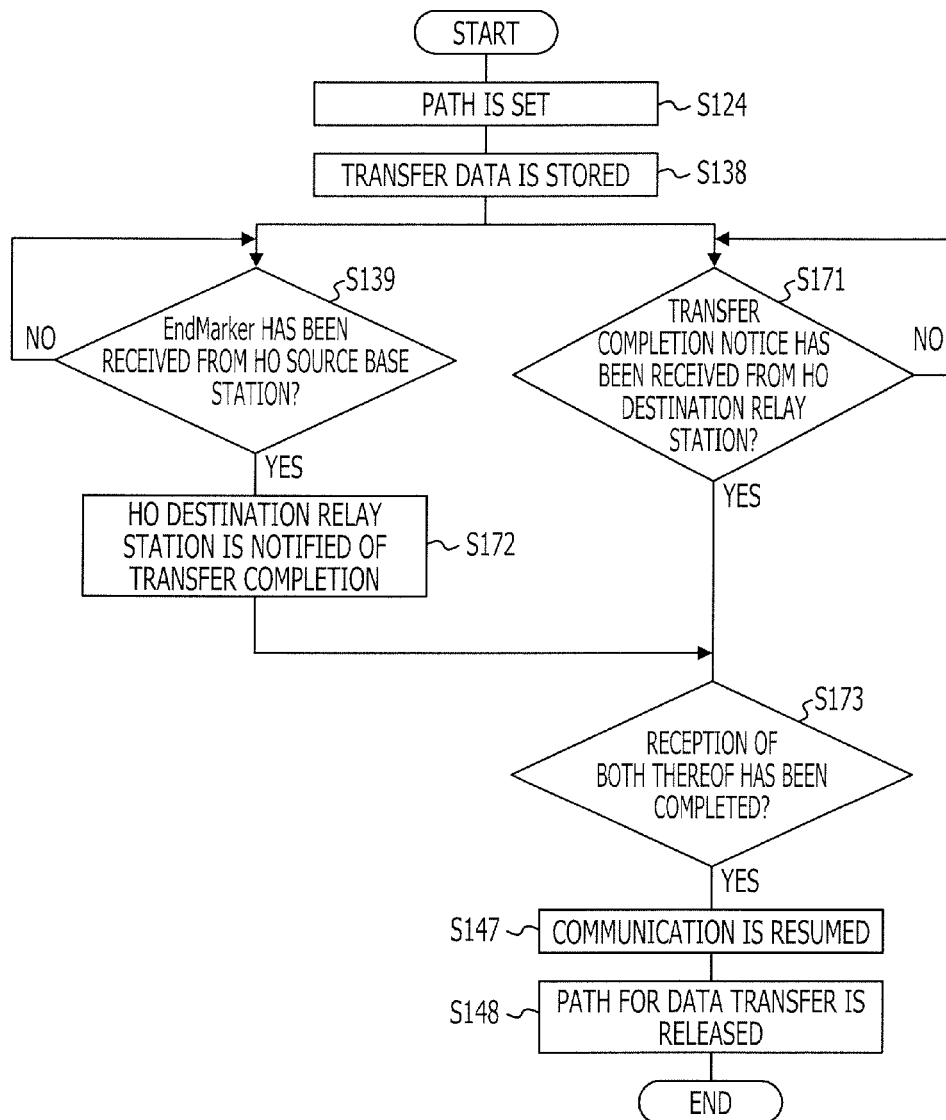 START
PATH IS SET
S124
TRANSFER DATA IS STORED
S138
S139
EndMarker HAS BEEN
RECEIVED FROM HO SOURCE BASE
STATION?
NO
YES
S171
TRANSFER
COMPLETION NOTICE HAS
BEEN RECEIVED FROM HO
DESTINATION RELAY
STATION?
NO
YES
HO DESTINATION RELAY
STATION IS NOTIFIED OF
TRANSFER COMPLETION
S172
S173
RECEPTION OF
BOTH THEREOF HAS BEEN
COMPLETED?
YES
S147
COMMUNICATION IS RESUMED
S148
PATH FOR DATA TRANSFER IS
RELEASED
END